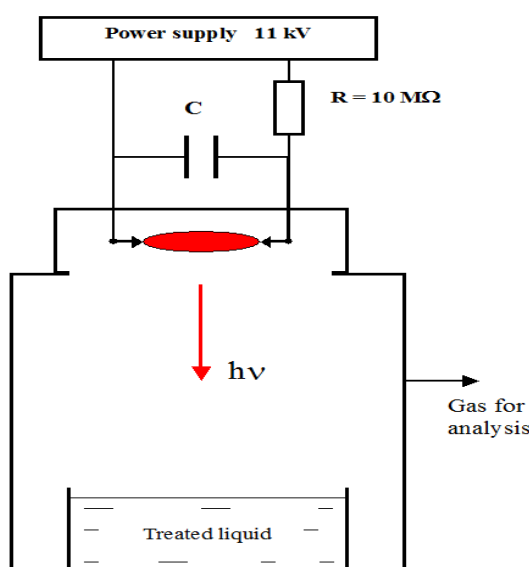 Power supply 11 kV
R = 10 MΩ
C
hν
Gas for
analysis
Treated liquid